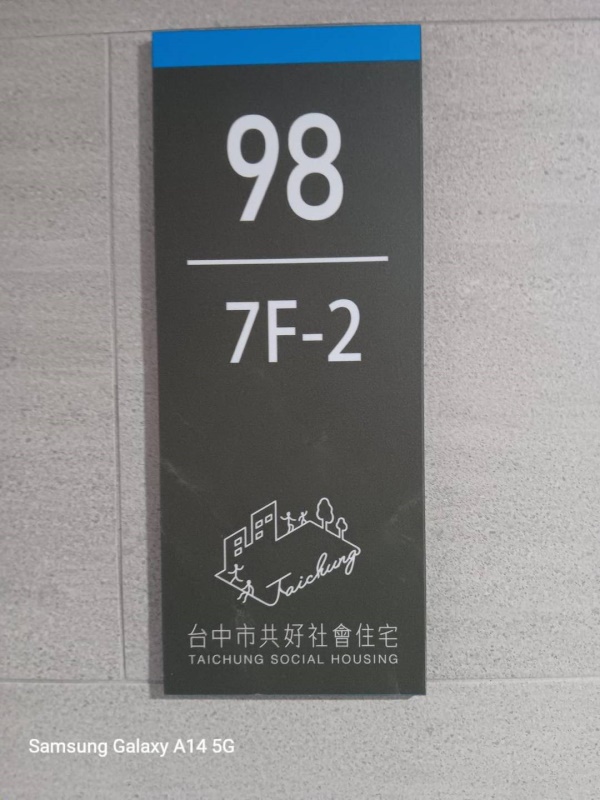 98
7F-2
Taichung
台中市共好社會住宅
TAICHUNG SOCIAL HOUSING
Samsung Galaxy A14 5G